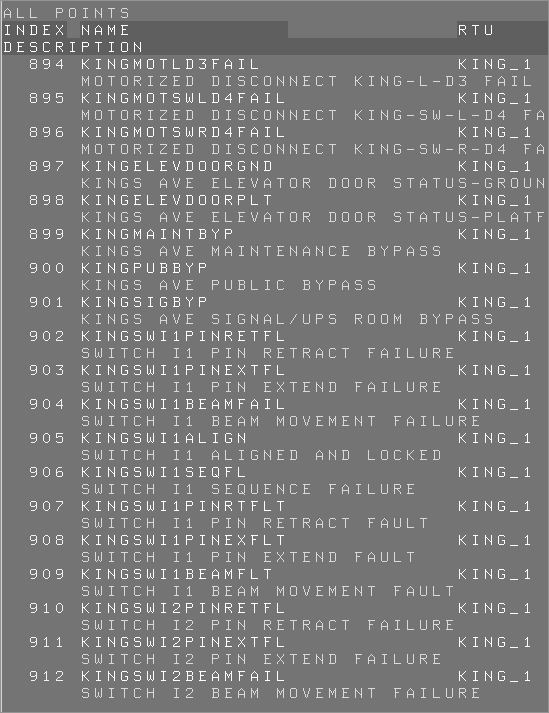 ALL POINTS
INDEX NAME RTU
DESCRIPTION
894 KINGMOTLD3FAIL KING_1
MOTORIZED DISCONNECT KING-L-D3 FAIL
895 KINGMOTSWLD4FAIL KING_1
MOTORIZED DISCONNECT KING-SW-L-D4 FA
896 KINGMOTSWRD4FAIL KING_1
MOTORIZED DISCONNECT KING-SW-R-D4 FA
897 KINGELEVDOORGND KING_1
KINGS AVE ELEVATOR DOOR STATUS-GROUN
898 KINGELEVDOORPLT KING_1
KINGS AVE ELEVATOR DOOR STATUS-PLATF
899 KINGMAINTBYP KING_1
KINGS AVE MAINTENANCE BYPASS
900 KINGPUBBYP KING_1
KINGS AVE PUBLIC BYPASS
901 KINGSIGBYP KING_1
KINGS AVE SIGNAL/UPS ROOM BYPASS
902 KINGSWI1PINRETFL KING_1
SWITCH I1 PIN RETRACT FAILURE
903 KINGSWI1PINEXTFL KING_1
SWITCH I1 PIN EXTEND FAILURE
904 KINGSWI1BEAMFAIL KING_1
SWITCH I1 BEAM MOVEMENT FAILURE
905 KINGSWI1ALIGN KING_1
SWITCH I1 ALIGNED AND LOCKED
906 KINGSWI1SEQFL KING_1
SWITCH I1 SEQUENCE FAILURE
907 KINGSWI1PINRTFLT KING_1
SWITCH I1 PIN RETRACT FAULT
908 KINGSWI1PINEXFLT KING_1
SWITCH I1 PIN EXTEND FAULT
909 KINGSWI1BEAMFLT KING_1
SWITCH I1 BEAM MOVEMENT FAULT
910 KINGSWI2PINRETFL KING_1
SWITCH I2 PIN RETRACT FAILURE
911 KINGSWI2PINEXTFL KING_1
SWITCH I2 PIN EXTEND FAILURE
912 KINGSWI2BEAMFAIL KING_1
SWITCH I2 BEAM MOVEMENT FAILURE